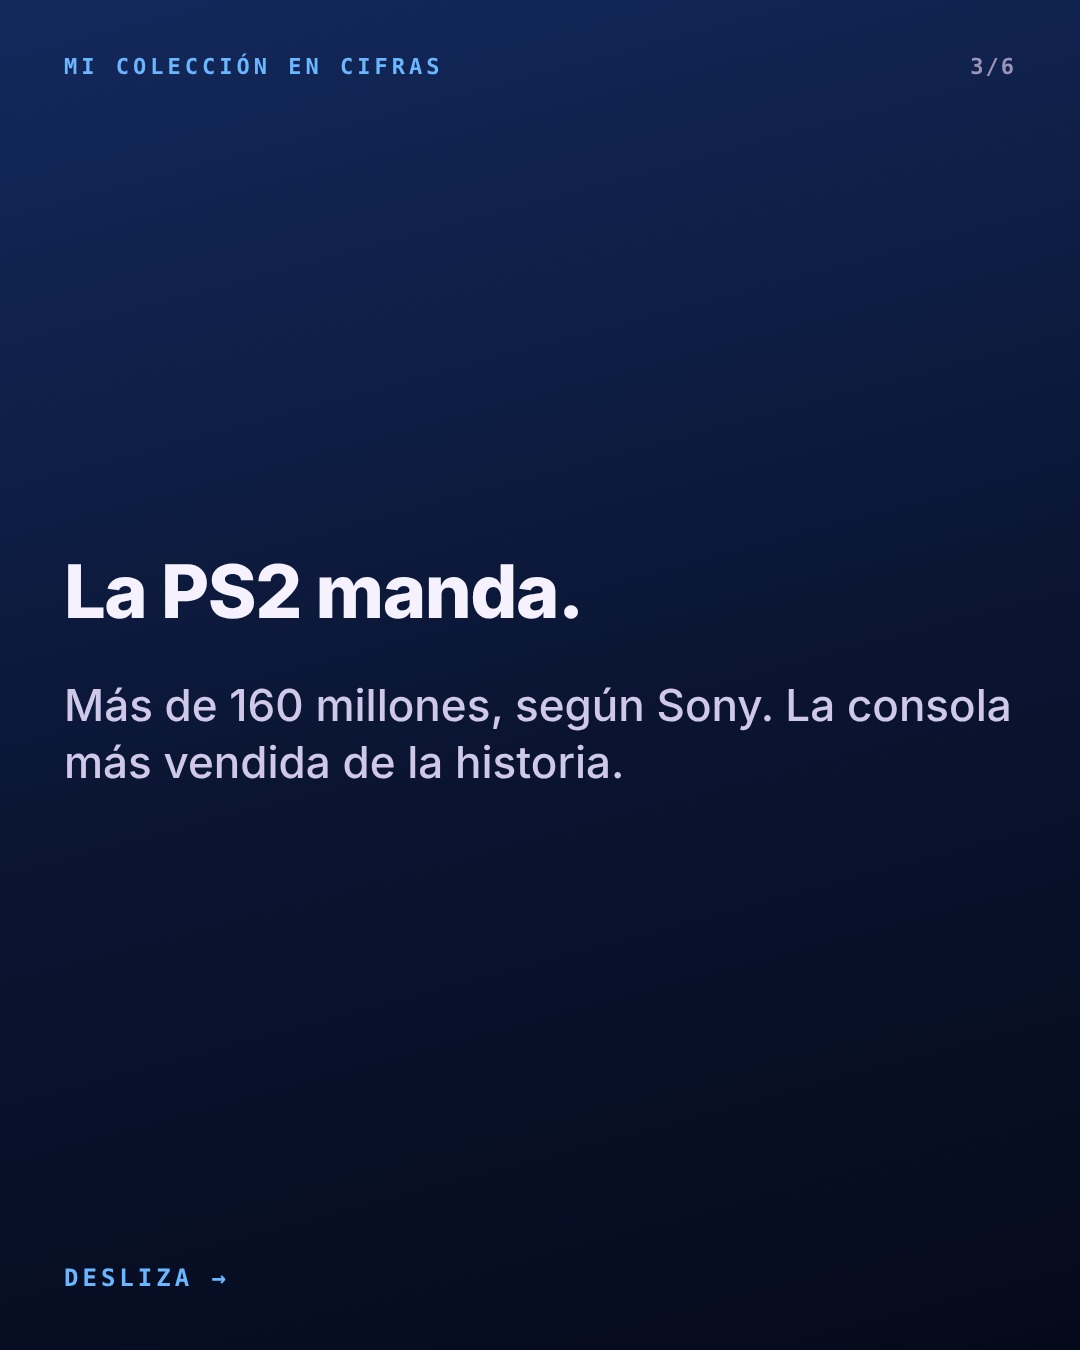 MI COLECCIÓN EN CIFRAS
3/6
La PS2 manda.
Más de 160 millones, según Sony. La consola
más vendida de la historia.
DESLIZA →